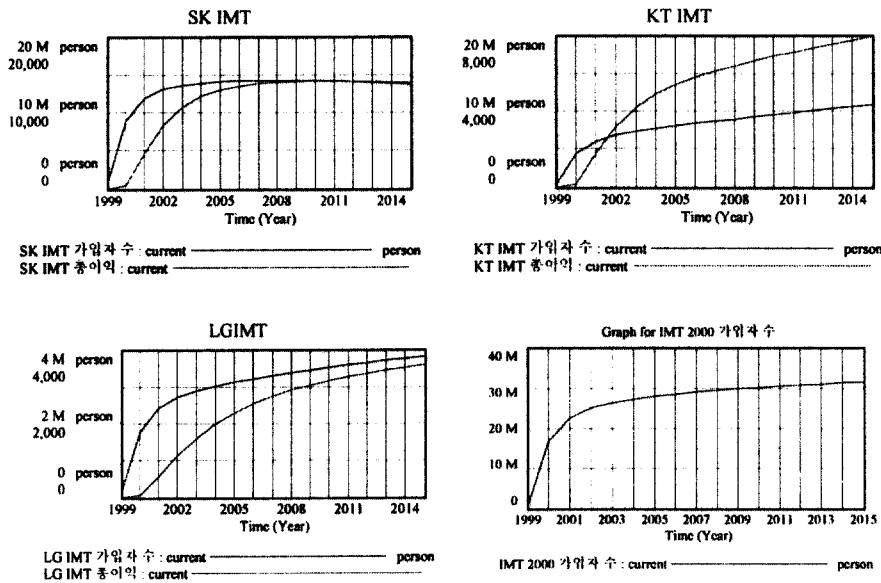 SK IMT
20 M person
20,000
10 M person
10,000
0 person
0
1999 2002 2005 2008 2011 2014
Time (Year)
SK IMT 가입자 수 : current person
SK IMT 총이익 : current
KT IMT
20 M person
8,000
10 M person
4,000
0 person
0
1999 2002 2005 2008 2011 2014
Time (Year)
KT IMT 가입자 수 : current person
KT IMT 총이익 : current
LGIMT
4 M person
4,000
2 M person
2,000
0 person
0
1999 2002 2005 2008 2011 2014
Time (Year)
LG IMT 가입자 수 : current person
LG IMT 총이익 : current
Graph for IMT 2000 가입자 수
40 M
30 M
20 M
10 M
0
1999 2001 2003 2005 2007 2009 2011 2013 2015
Time (Year)
IMT 2000 가입자 수 : current person